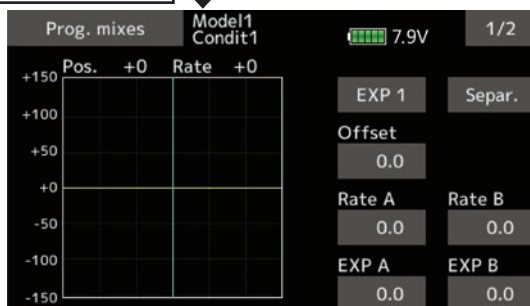 Prog. mixes Model1 7.9V 1/2
Condit1
Pos. +0 Rate +0
+150
EXP 1 Separ.
+100
Offset
+50
0.0
+0
Rate A Rate B
-50
0.0 0.0
-100
EXP A EXP B
-150
0.0 0.0